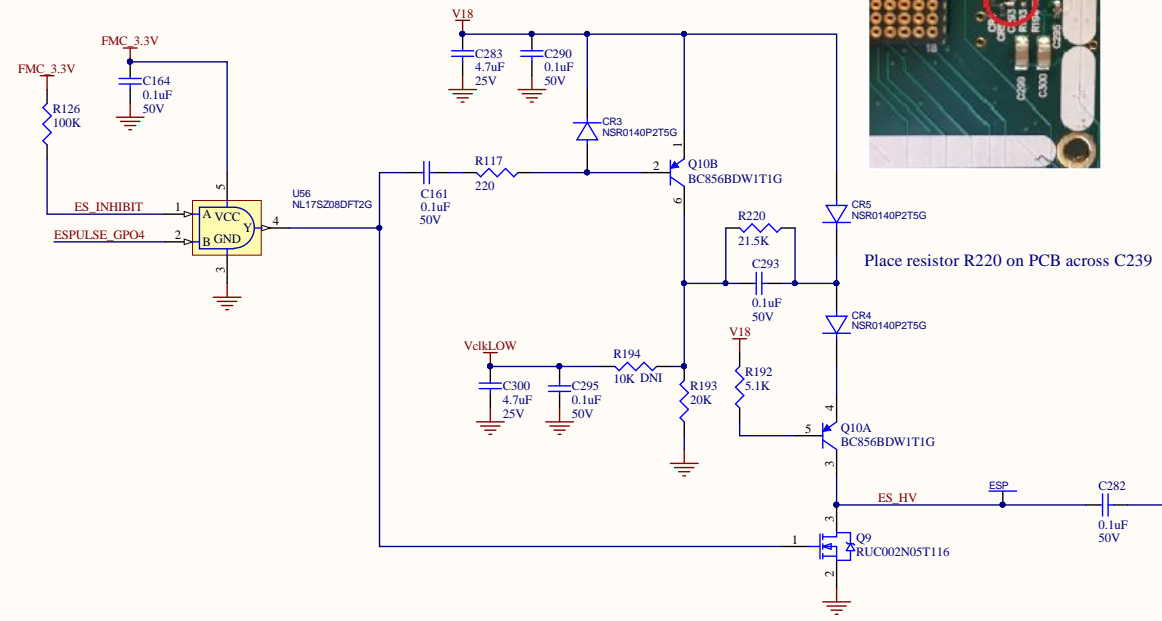 V18
FMC_3.3V
C164
0.1uF
50V
FMC_3.3V
R126
100K
C283
4.7uF
25V
C290
0.1uF
50V
CR3
NSR0140P2T5G
1
2
Q10B
BC856BDW1T1G
6
C161
0.1uF
50V
R117
220
U56
NL17SZ08DFT2G
5
ES_INHIBIT
1
A VCC
Y
4
ESPULSE_GPO4
2
B GND
3
R220
21.5K
C293
0.1uF
50V
CR5
NSR0140P2T5G
Place resistor R220 on PCB across C239
CR4
NSR0140P2T5G
VclkLOW
C300
4.7uF
25V
C295
0.1uF
50V
R194
10K DNI
R193
20K
V18
R192
5.1K
4
5
Q10A
BC856BDW1T1G
3
ES_HV
ESP
C282
0.1uF
50V
3
1
Q9
RUC002N05T116
2
C299
C300
C295